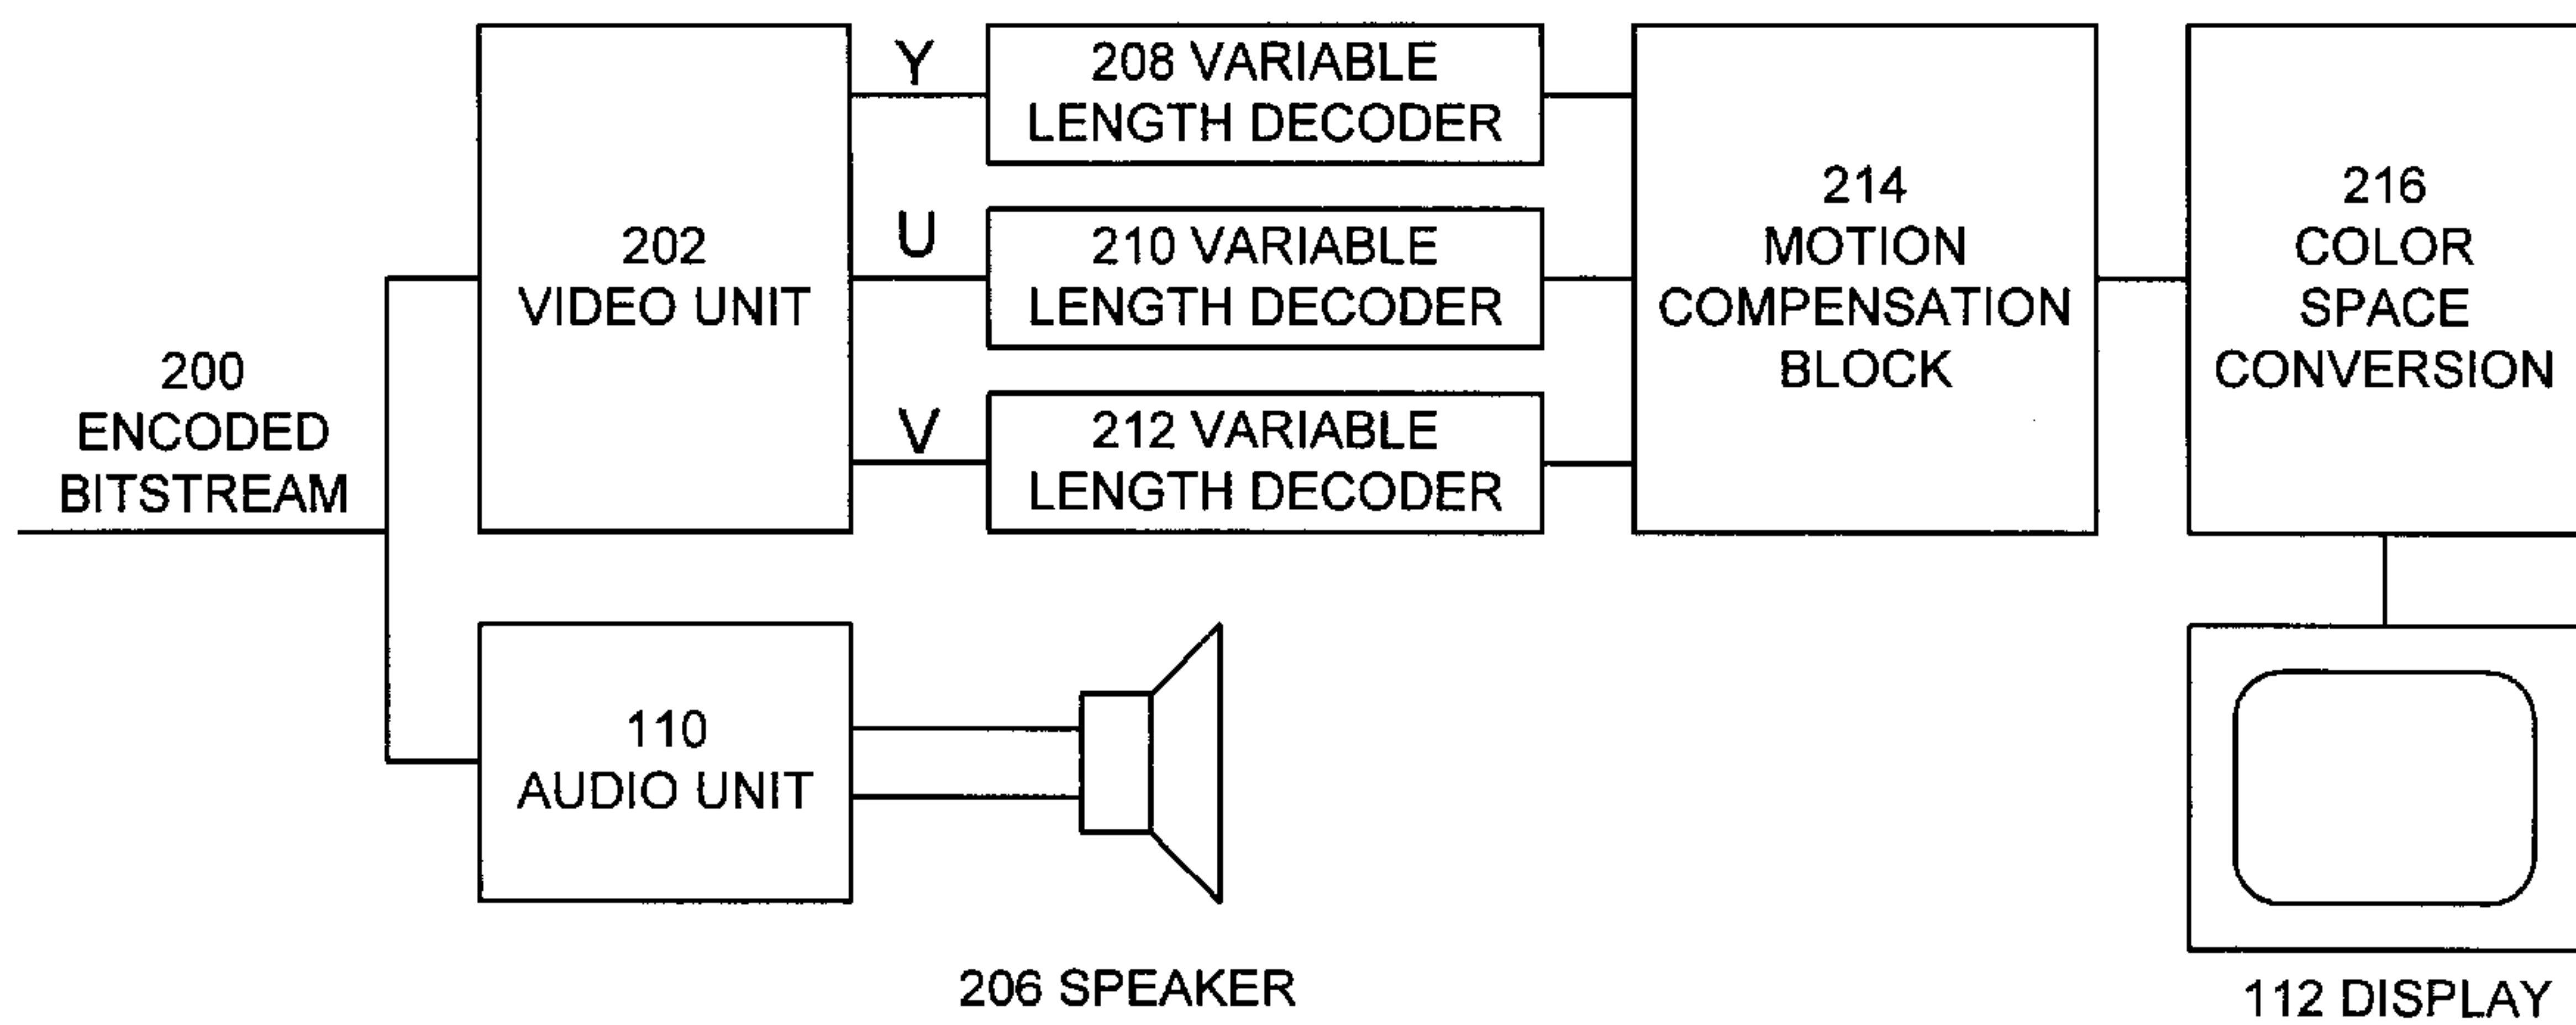 200
ENCODED
BITSTREAM
202
VIDEO UNIT
Y
U
V
208 VARIABLE
LENGTH DECODER
210 VARIABLE
LENGTH DECODER
212 VARIABLE
LENGTH DECODER
214
MOTION
COMPENSATION
BLOCK
216
COLOR
SPACE
CONVERSION
110
AUDIO UNIT
206 SPEAKER
112 DISPLAY